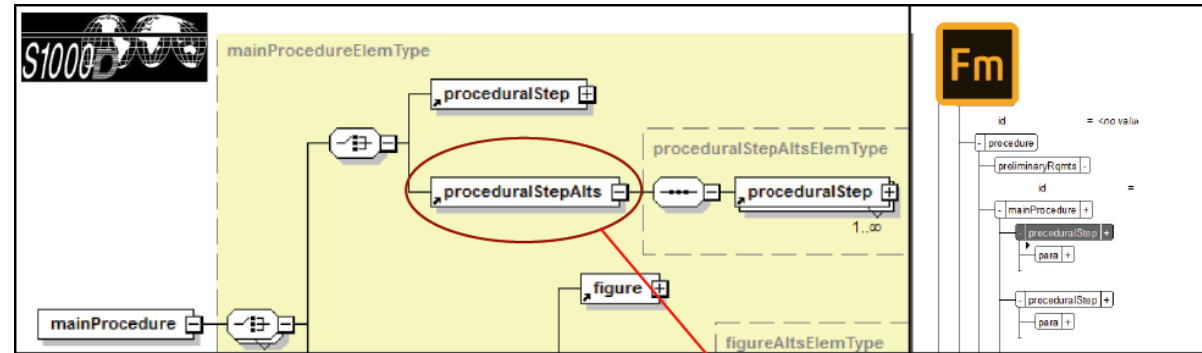 S1000D
mainProcedureElemType
proceduralStep
proceduralStepAlts
proceduralStepAltsElemType
proceduralStep
1..∞
figure
mainProcedure
figureAltsElemType
Fm
id = <no value
procedure
preliminaryRqmts
id =
mainProcedure
proceduralStep
para
proceduralStep
para